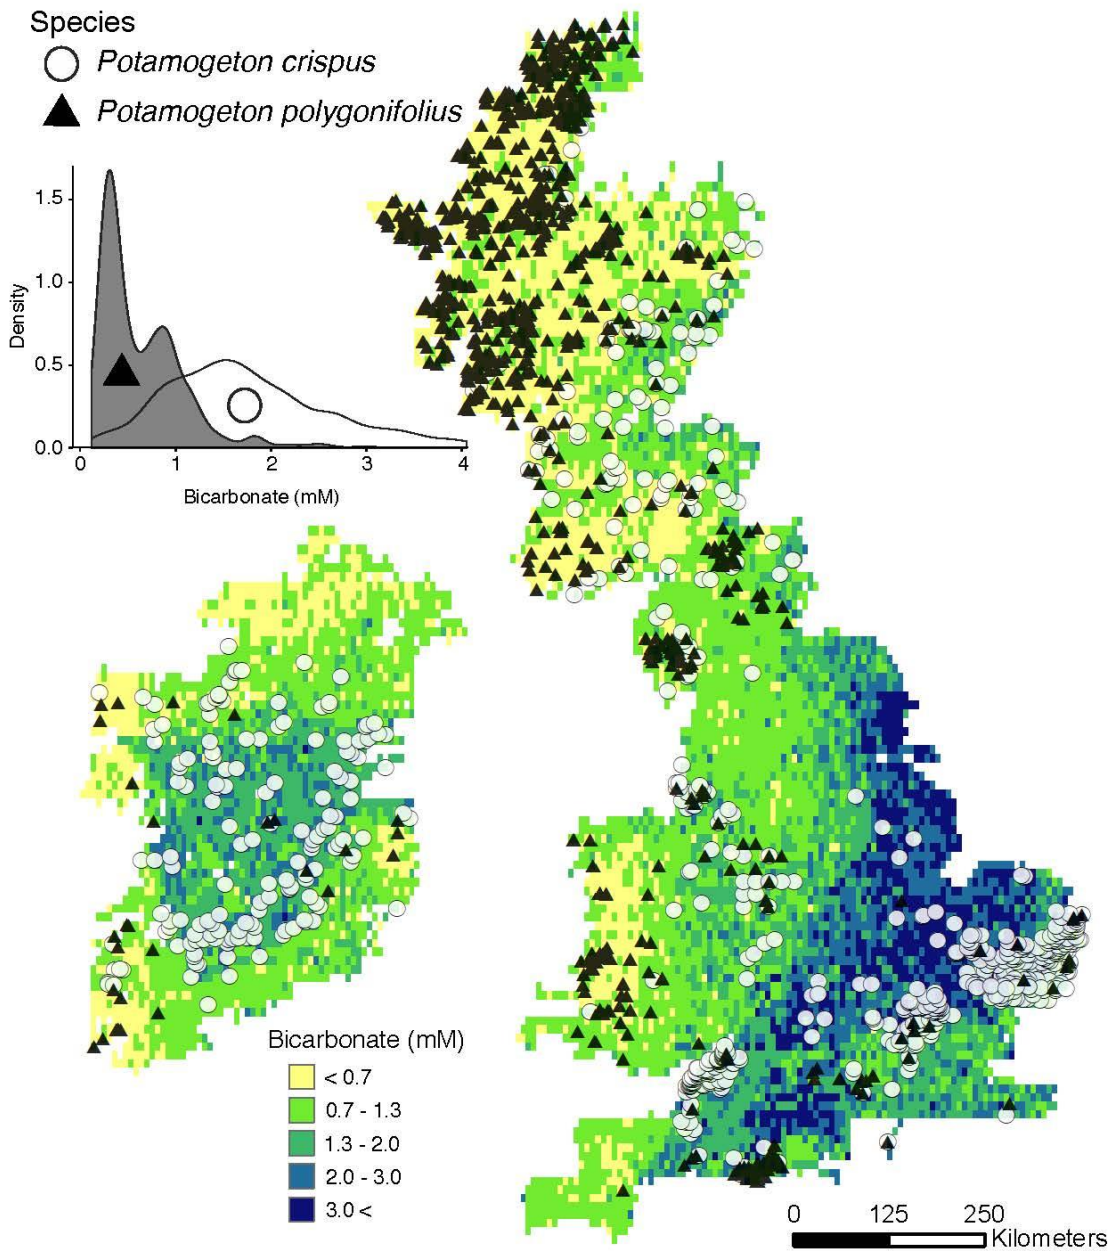 Species
Potamogeton crispus
Potamogeton polygonifolius
1.5
1.0
0.5
0.0
Density
0 1 2 3 4
Bicarbonate (mM)
Bicarbonate (mM)
< 0.7
0.7 - 1.3
1.3 - 2.0
2.0 - 3.0
3.0 <
0 125 250
Kilometers